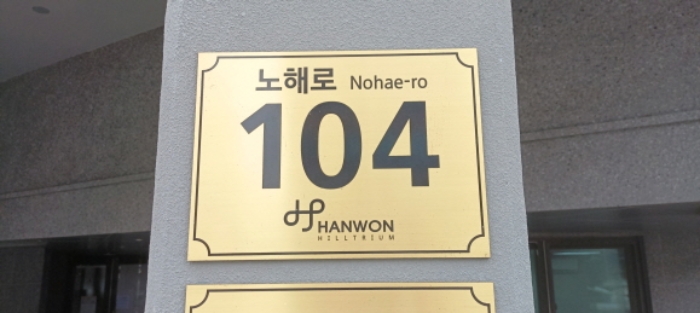 노해로 Nohae-ro
104
HANWON
HILLTRIUM